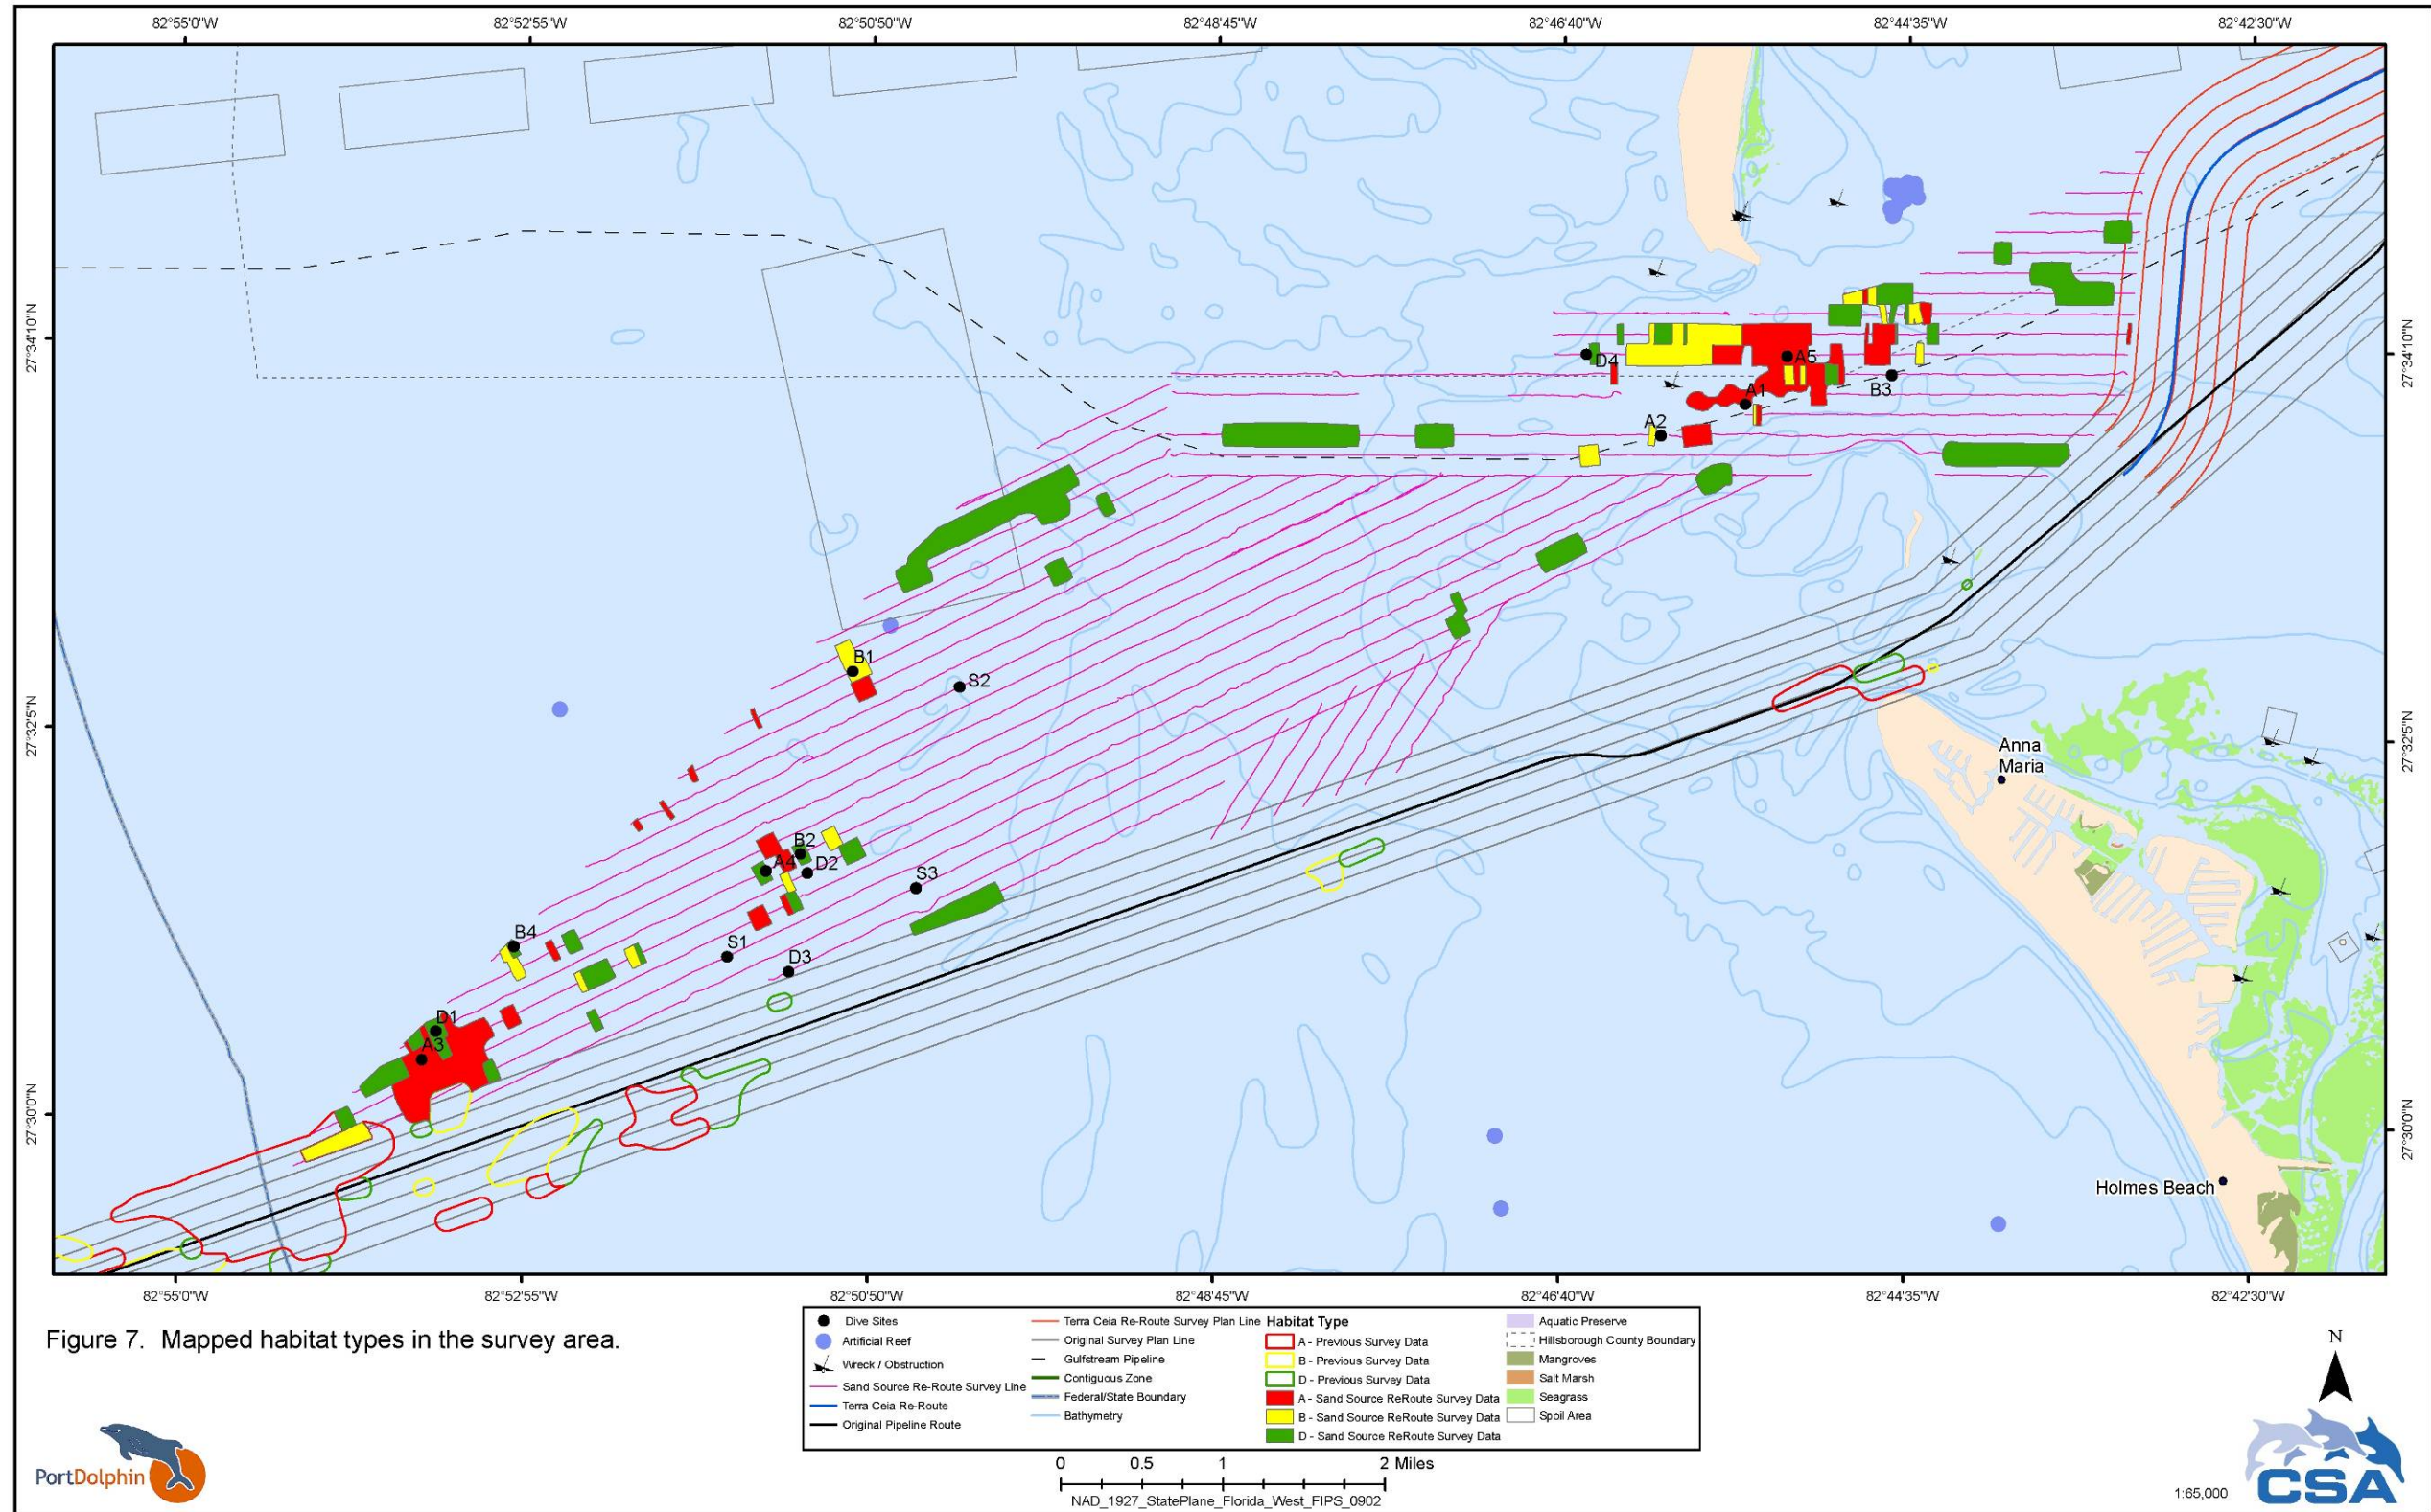 82°55'0"W 82°52'55"W 82°50'50"W 82°48'45"W 82°46'40"W 82°44'35"W 82°42'30"W
27°34'10"N
27°34'10"N
D4
A5
A1
B3
A2
B1
S2
27°32'5"N
27°32'5"N
Anna
Maria
B2
A4
D2
S3
B4
S1
D3
D1
A3
27°30'0"N
27°30'0"N
Holmes Beach
82°55'0"W 82°52'55"W 82°50'50"W 82°48'45"W 82°46'40"W 82°44'35"W 82°42'30"W
Figure 7. Mapped habitat types in the survey area.
Dive Sites
Artificial Reef
Wreck / Obstruction
Sand Source Re-Route Survey Line
Terra Ceia Re-Route
Original Pipeline Route
Terra Ceia Re-Route Survey Plan Line
Original Survey Plan Line
Gulfstream Pipeline
Contiguous Zone
Federal/State Boundary
Bathymetry
Habitat Type
A - Previous Survey Data
B - Previous Survey Data
D - Previous Survey Data
A - Sand Source ReRoute Survey Data
B - Sand Source ReRoute Survey Data
D - Sand Source ReRoute Survey Data
Aquatic Preserve
Hillsborough County Boundary
Mangroves
Salt Marsh
Seagrass
Spoil Area
N
PortDolphin
0 0.5 1 2 Miles
NAD_1927_StatePlane_Florida_West_FIPS_0902
1:65,000
CSA